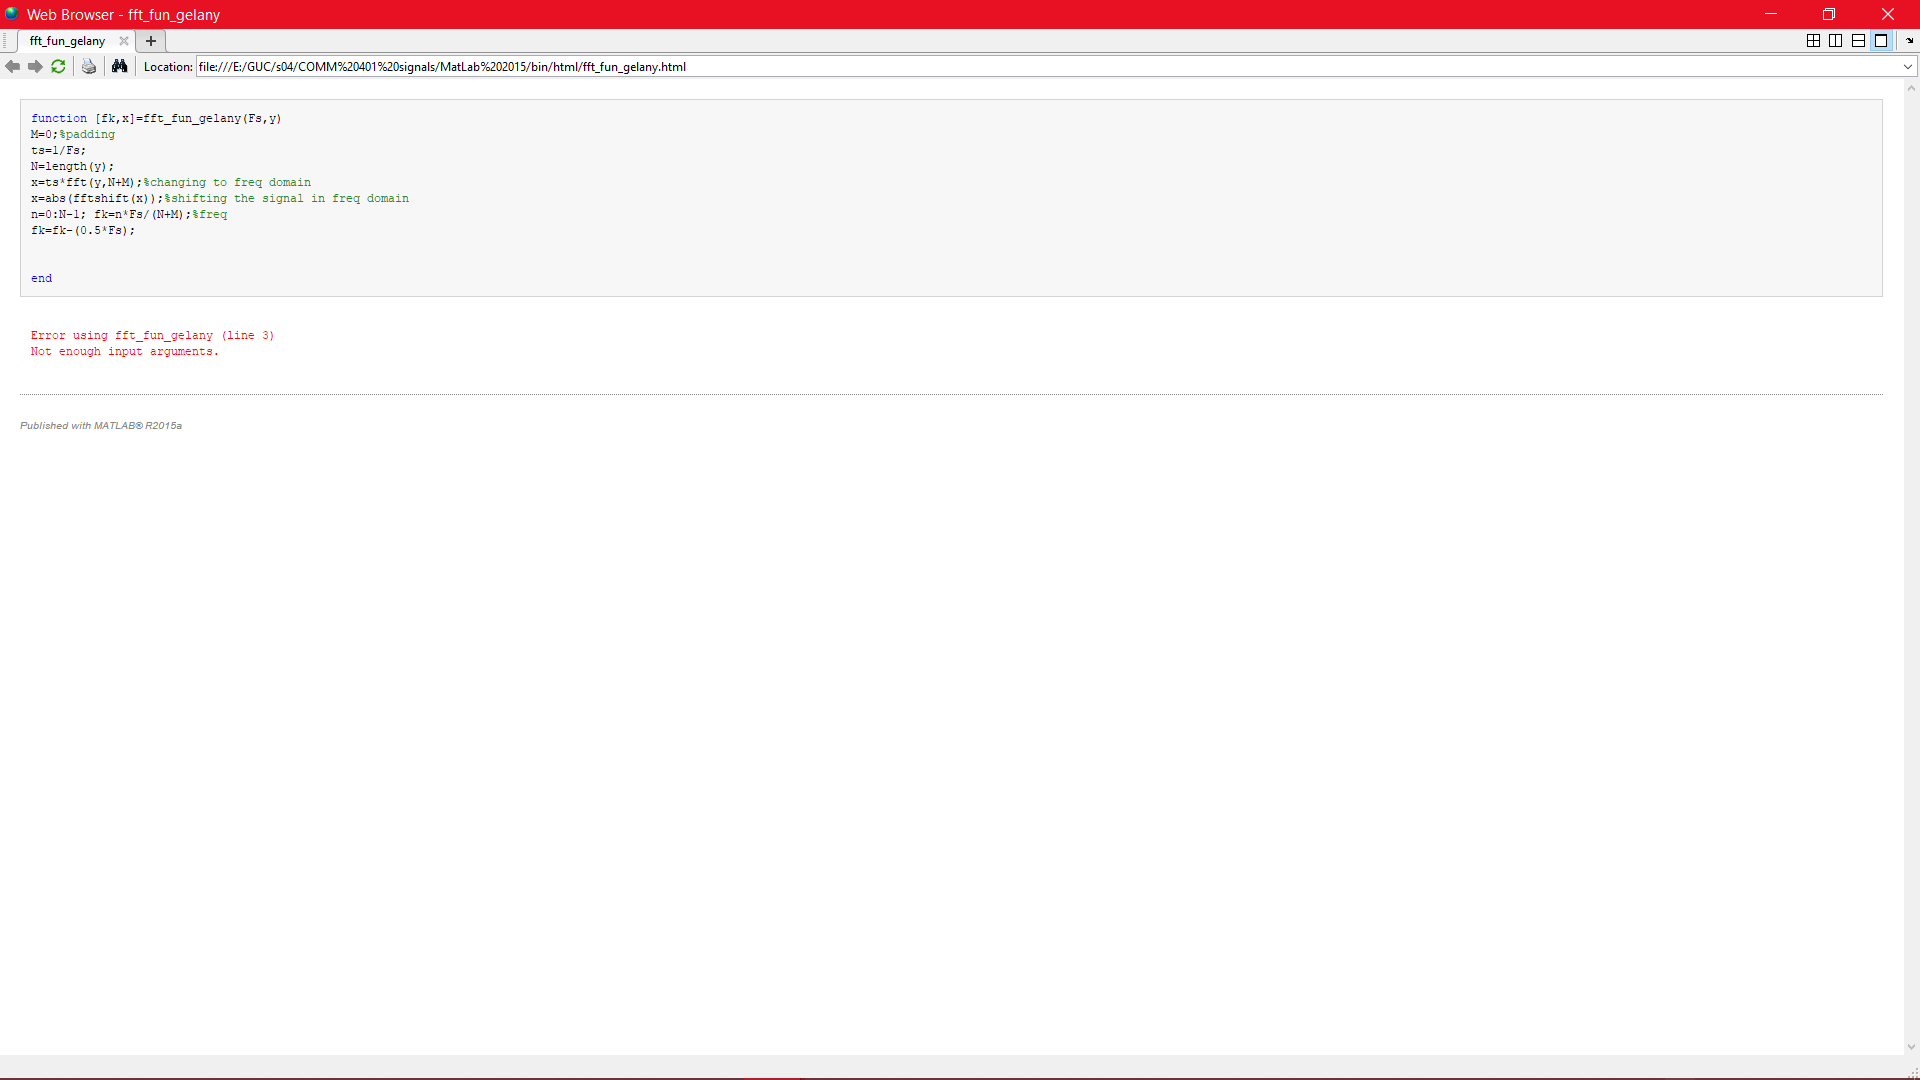 Web Browser - fft_fun_gelany
fft_fun_gelany
Location: file:///E:/GUC/s04/COMM%20401%20signals/MatLab%202015/bin/html/fft_fun_gelany.html
function [fk,x]=fft_fun_gelany(Fs,y)
M=0;%padding
ts=1/Fs;
N=length(y);
x=ts*fft(y,N+M);%changing to freq domain
x=abs(fftshift(x));%shifting the signal in freq domain
n=0:N-1; fk=n*Fs/(N+M);%freq
fk=fk-(0.5*Fs);
end
Error using fft_fun_gelany (line 3)
Not enough input arguments.
Published with MATLAB® R2015a